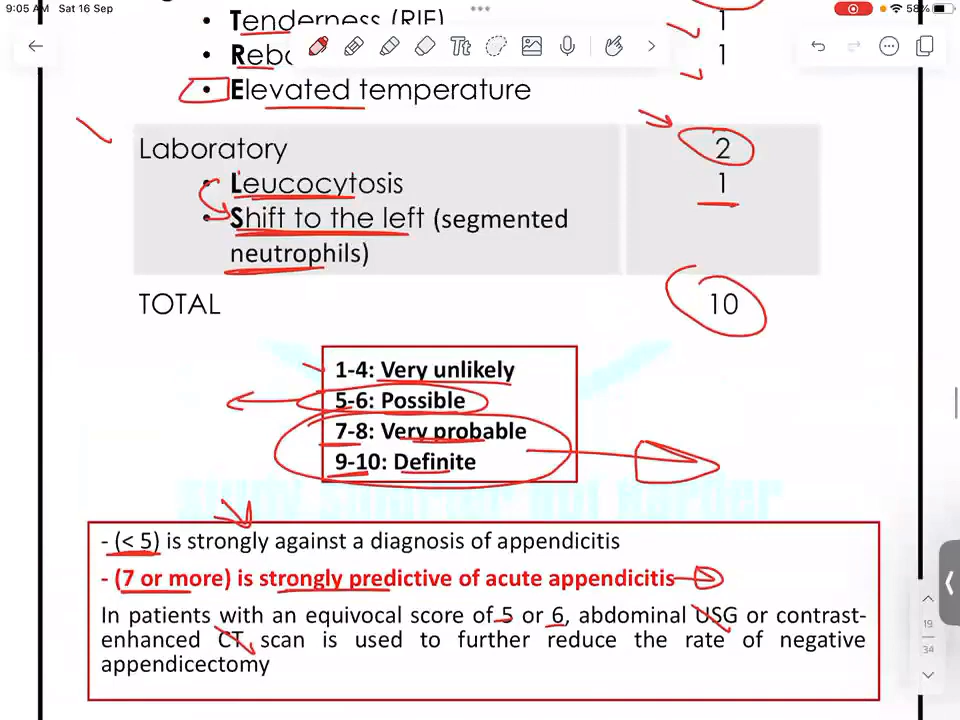 9:05 AM Sat 16 Sep
58%
• Tenderness (RIF) 1
• Rebo 1
• Elevated temperature
Laboratory 2
• Leucocytosis 1
• Shift to the left (segmented
neutrophils)
TOTAL 10
1-4: Very unlikely
5-6: Possible
7-8: Very probable
9-10: Definite
study smarter not harder
- (< 5) is strongly against a diagnosis of appendicitis
- (7 or more) is strongly predictive of acute appendicitis
In patients with an equivocal score of 5 or 6, abdominal USG or contrast-
enhanced CT scan is used to further reduce the rate of negative
appendicectomy
19
34